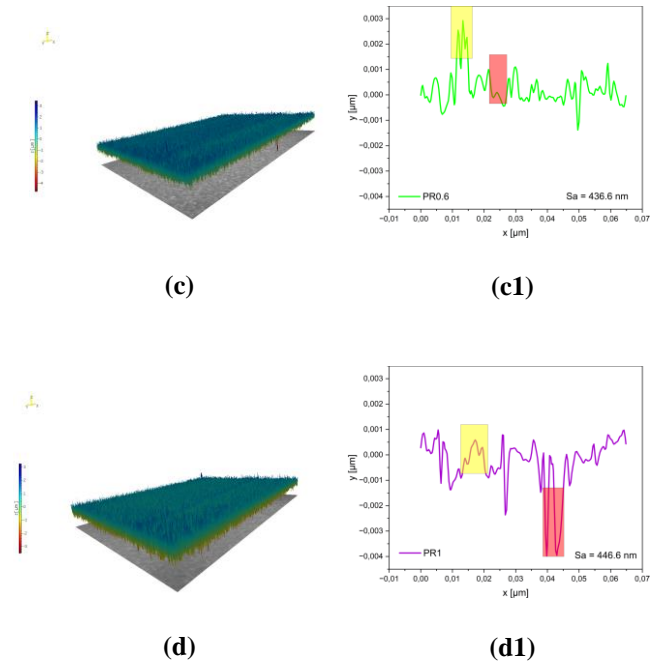 0,003
0,002
0,001
0,000
−0,001
−0,002
−0,003
−0,004
y [µm]
PR0.6
Sa = 436.6 nm
−0,01 0,00 0,01 0,02 0,03 0,04 0,05 0,06 0,07
x [µm]
(c)
(c1)
0,003
0,002
0,001
0,000
−0,001
−0,002
−0,003
−0,004
y [µm]
PR1
Sa = 446.6 nm
−0,01 0,00 0,01 0,02 0,03 0,04 0,05 0,06 0,07
x [µm]
(d)
(d1)